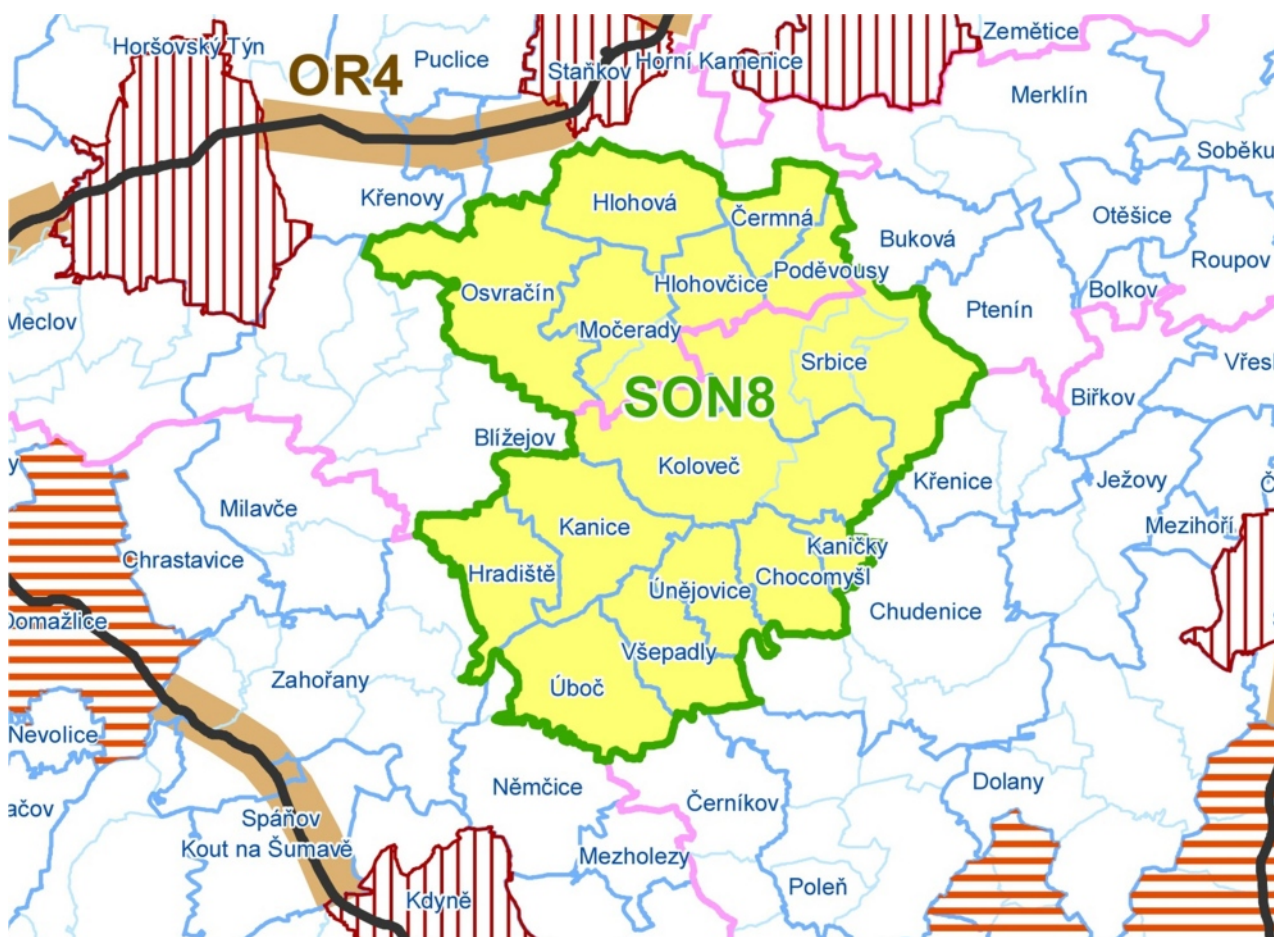 Zemětice
Horšovský Týn
Puclice
Horní Kamenice
Staňkov
OR4
Merklín
Soběku
Křenovy
Hlohová
Čermná
Otěšice
Buková
Roupov
Poděvousy
Hlohovčice
Osvračín
Bolkov
Ptenín
Meclov
Močerady
Srbice
Vřes
SON8
Biřkov
Blížejov
Koloveč
y
Křenice
Ježovy
Č
Milavče
Kanice
Mezihoří
Kaničky
Chrastavice
Hradiště
Únějovice
Chocomyšl
Chudenice
Domažlice
Všepadly
Zahořany
Úboč
Nevolice
Dolany
Němčice
Černíkov
ačov
Spáňov
Kout na Šumavě
Mezholezy
Poleň
Kdyně